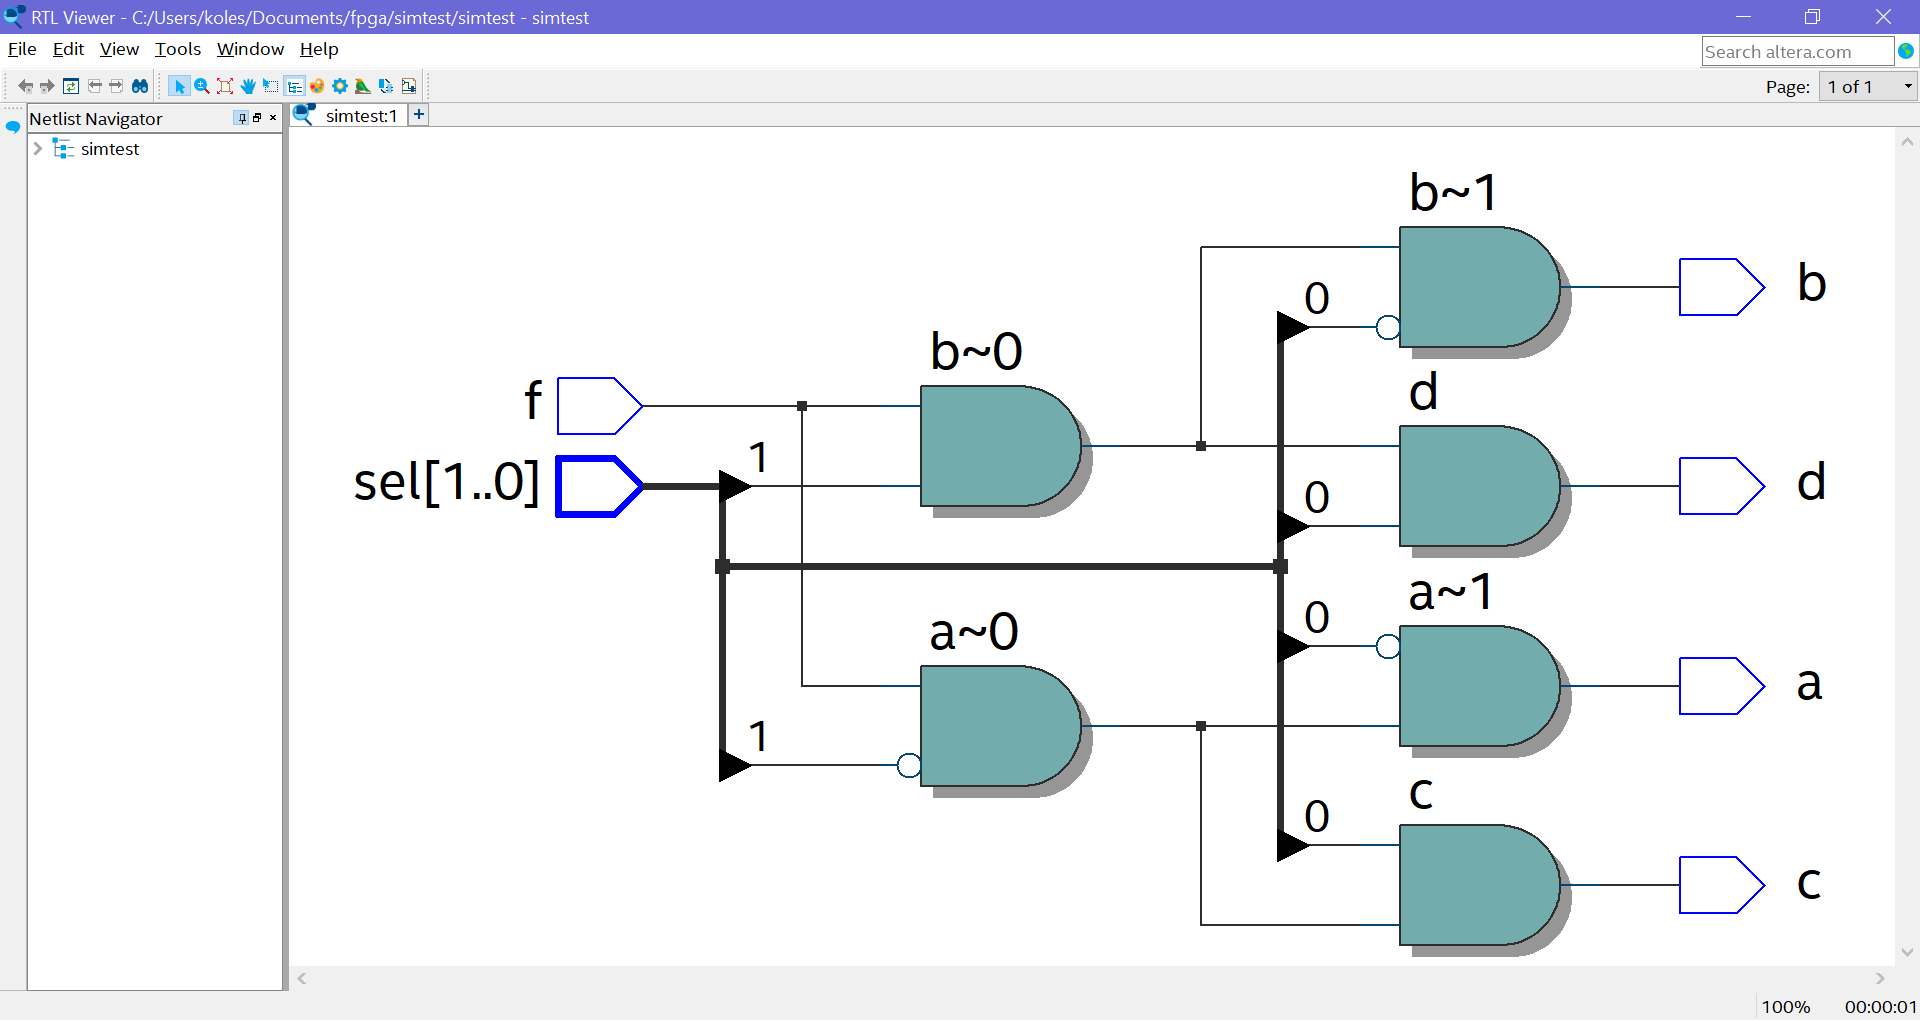 RTL Viewer - C:/Users/koles/Documents/fpga/simtest/simtest - simtest
File Edit View Tools Window Help
Search altera.com
Page: 1 of 1
Netlist Navigator
simtest
simtest:1 +
b~1
0
b
b~0
d
f
1
sel[1..0]
0
d
a~1
0
a~0
a
1
c
0
c
100% 00:00:01